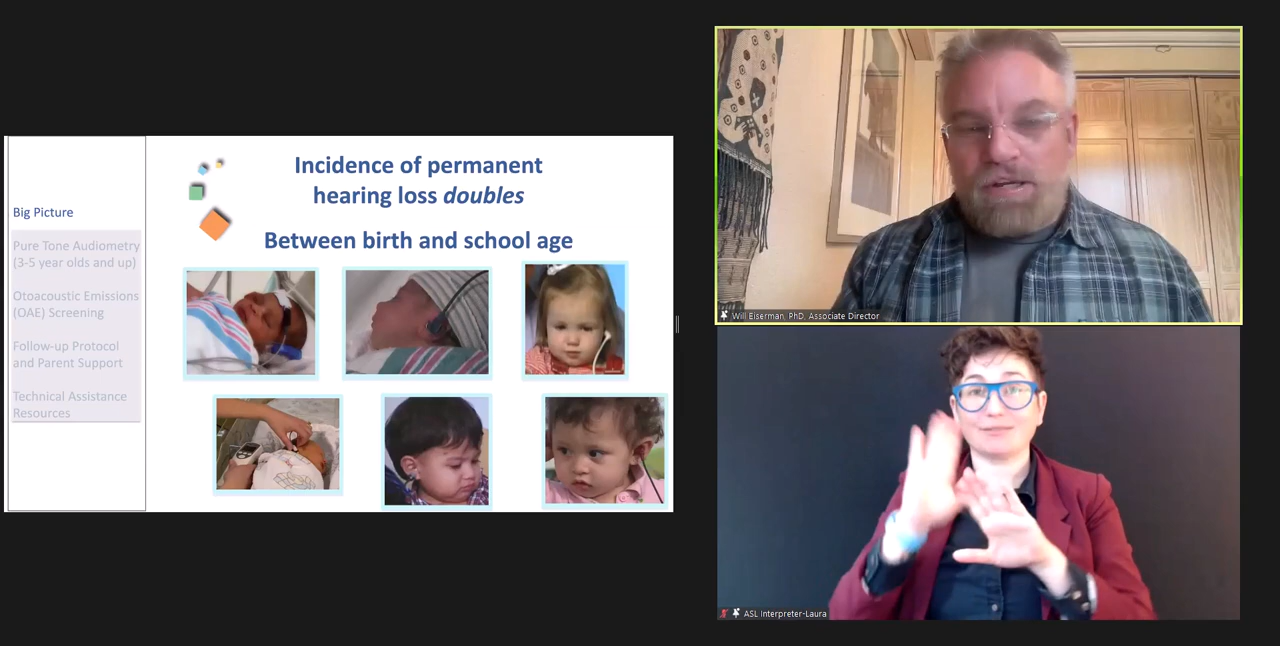 Incidence of permanent
hearing loss doubles
Between birth and school age
Big Picture
Pure Tone Audiometry
(3-5 year olds and up)
Otoacoustic Emissions
(OAE) Screening
Follow-up Protocol
and Parent Support
Technical Assistance
Resources
Will Eiserman, PhD, Associate Director
ASL Interpreter-Laura